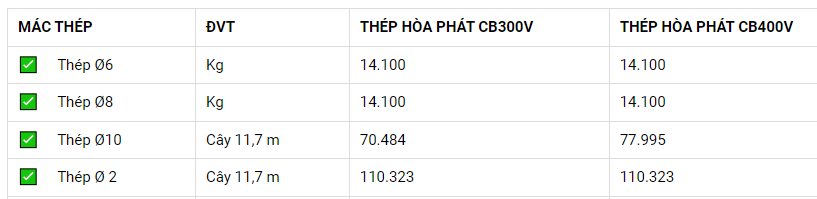 MÁC THÉP ĐVT THÉP HÒA PHÁT CB300V THÉP HÒA PHÁT CB400V
Thép Ø6 Kg 14.100 14.100
Thép Ø8 Kg 14.100 14.100
Thép Ø10 Cây 11,7 m 70.484 77.995
Thép Ø 2 Cây 11,7 m 110.323 110.323